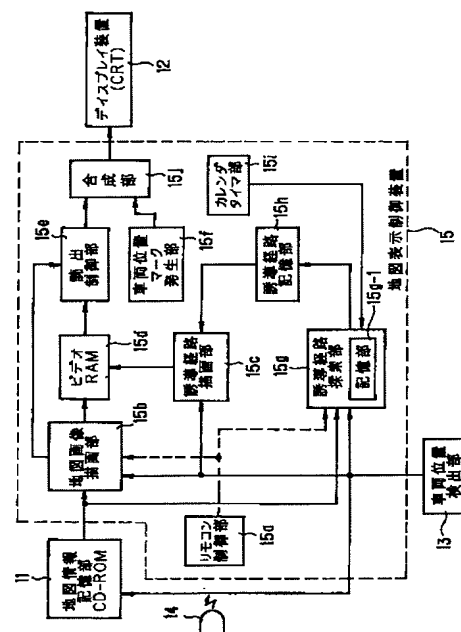 11
地図情報
記憶部
CD-ROM
14
リモコン
制御部
15a
車両位置
検出部
13
地図画像
描画部
15b
ビデオ
RAM
15d
読出
制御部
15e
合成部
15j
ディスプレイ装置
(CRT)
12
車両位置
マーク
発生部
15f
誘導経路
描画部
15c
誘導経路
記憶部
15h
カレンダ
タイマ部
15i
誘導経路
探索部
15g
記憶部
15g-1
地図表示制御装置
15